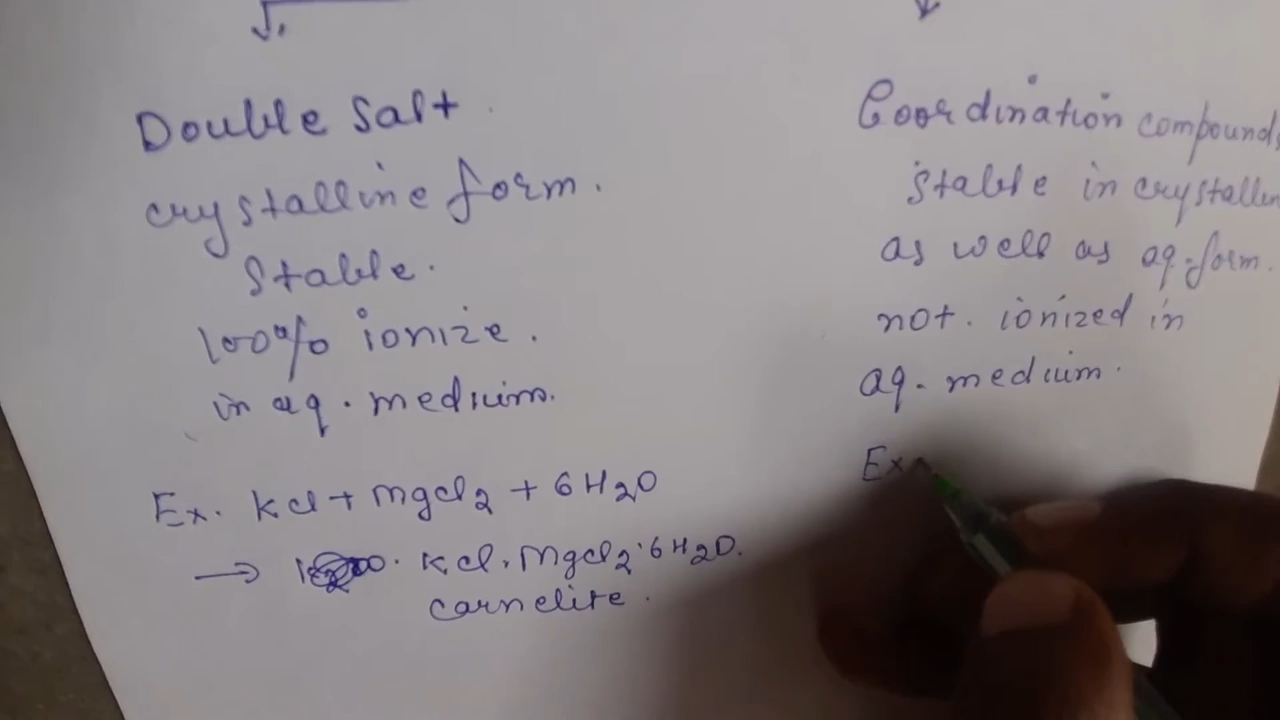 Double Salt.
crystalline form.
Stable.
100% ionize.
in aq. medium.
Ex. KCl + MgCl2 + 6H2O
→ KCl.MgCl2.6H2O.
carnelite.
Coordination compounds
stable in crystallin
as well as aq. form.
not. ionized in
aq. medium.
Ex